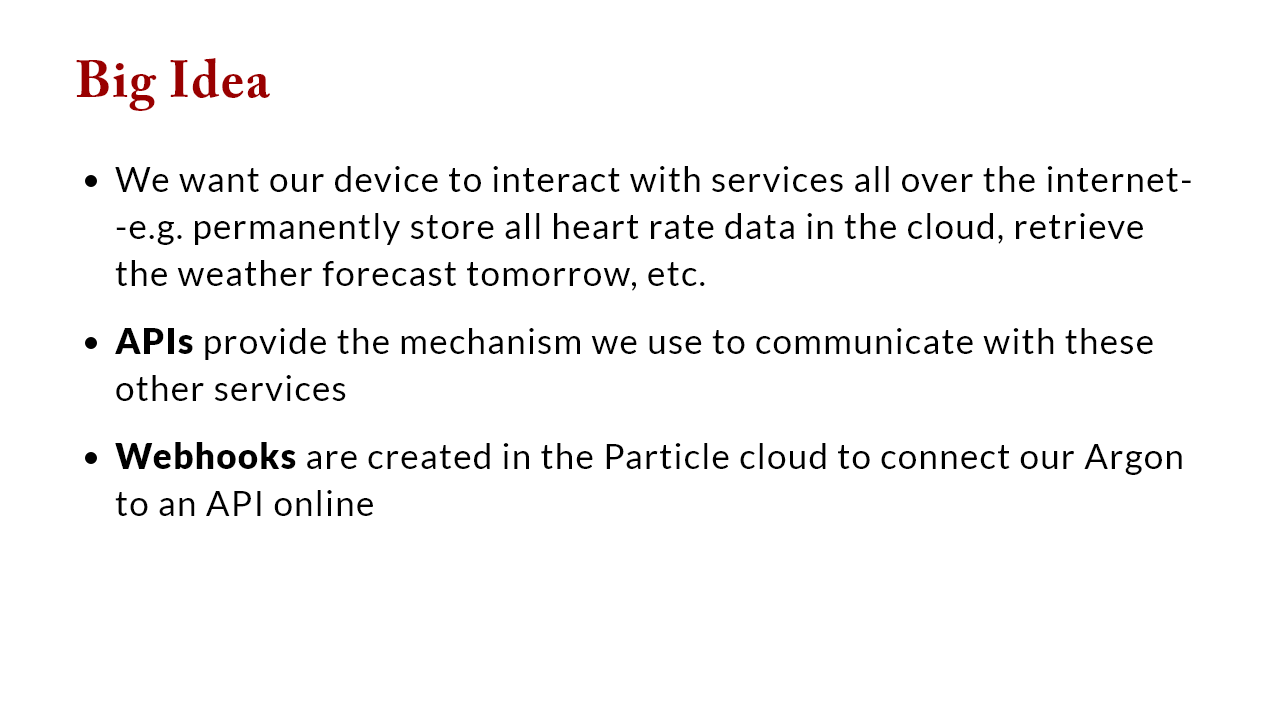 Big Idea
• We want our device to interact with services all over the internet-
-e.g. permanently store all heart rate data in the cloud, retrieve
the weather forecast tomorrow, etc.
• APIs provide the mechanism we use to communicate with these
other services
• Webhooks are created in the Particle cloud to connect our Argon
to an API online